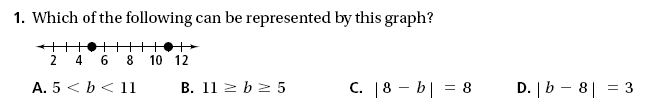 1. Which of the following can be represented by this graph?
2 4 6 8 10 12
A. 5 < b < 11 B. 11 ≥ b ≥ 5 C. |8 − b| = 8 D. |b − 8| = 3